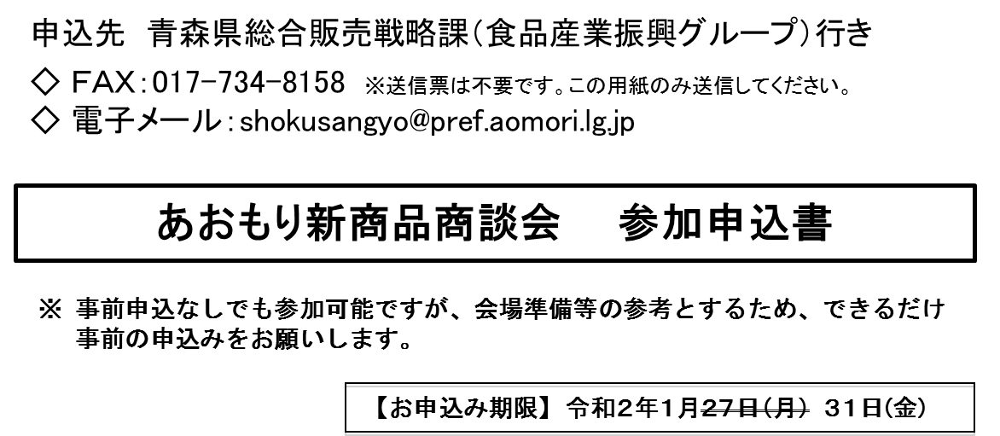 申込先　青森県総合販売戦略課（食品産業振興グループ）行き
◇ ＦＡＸ：017-734-8158　※送信票は不要です。この用紙のみ送信してください。
◇ 電子メール：shokusangyo@pref.aomori.lg.jp
あおもり新商品商談会　参加申込書
※ 事前申込なしでも参加可能ですが、会場準備等の参考とするため、できるだけ
事前の申込みをお願いします。
【お申込み期限】令和２年１月２７日（月） ３１日(金)